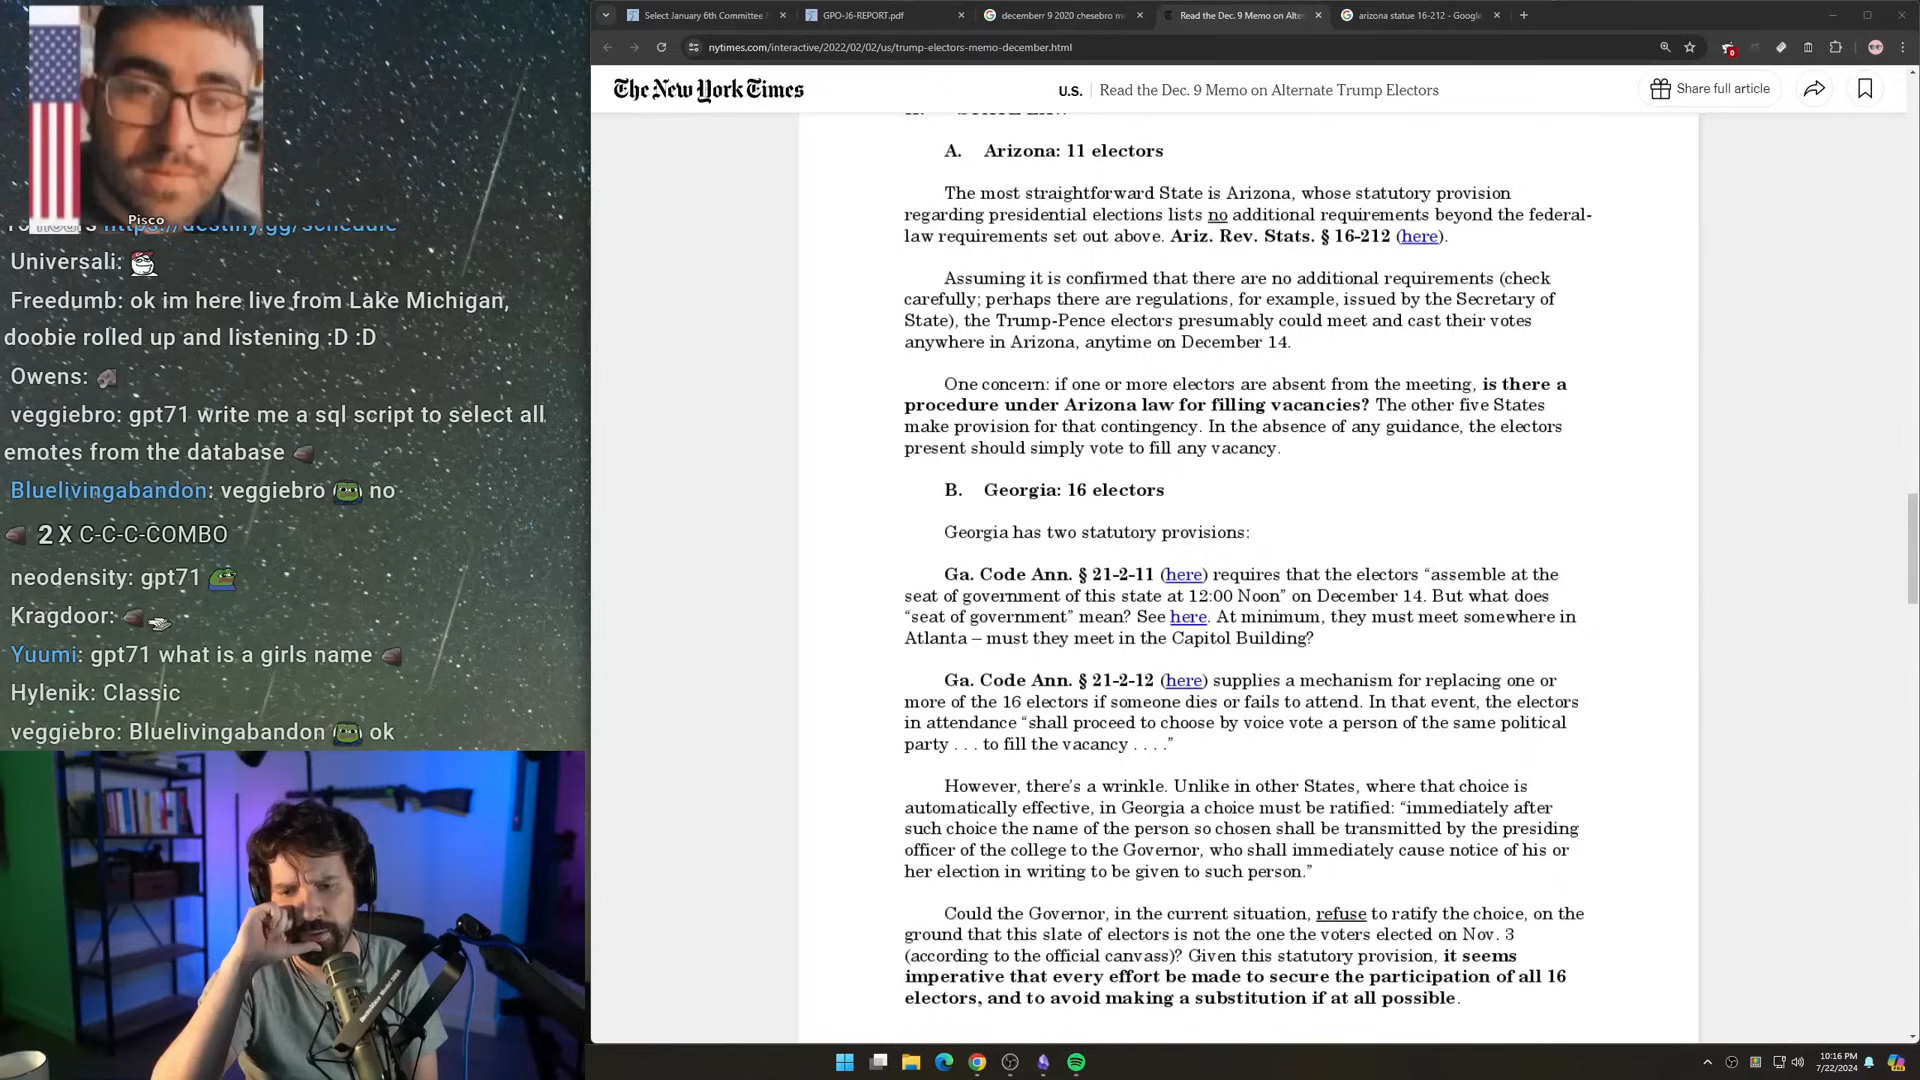 Select January 6th Committee F
GPO-J6-REPORT.pdf
decemberr 9 2020 chesebro m
Read the Dec. 9 Memo on Alte
arizona statue 16-212 - Google
nytimes.com/interactive/2022/02/02/us/trump-electors-memo-december.html
The New York Times
U.S.
Read the Dec. 9 Memo on Alternate Trump Electors
Share full article
Pisco
https://destiny.gg/schedule
Universali:
Freedumb: ok im here live from Lake Michigan,
doobie rolled up and listening :D :D
Owens:
veggiebro: gpt71 write me a sql script to select all
emotes from the database
Bluelivingabandon: veggiebro no
2 X C-C-C-COMBO
neodensity: gpt71
Kragdoor:
Yuumi: gpt71 what is a girls name
Hylenik: Classic
veggiebro: Bluelivingabandon ok
A. Arizona: 11 electors
The most straightforward State is Arizona, whose statutory provision
regarding presidential elections lists no additional requirements beyond the federal-
law requirements set out above. Ariz. Rev. Stats. § 16-212 (here).
Assuming it is confirmed that there are no additional requirements (check
carefully; perhaps there are regulations, for example, issued by the Secretary of
State), the Trump-Pence electors presumably could meet and cast their votes
anywhere in Arizona, anytime on December 14.
One concern: if one or more electors are absent from the meeting, is there a
procedure under Arizona law for filling vacancies? The other five States
make provision for that contingency. In the absence of any guidance, the electors
present should simply vote to fill any vacancy.
B. Georgia: 16 electors
Georgia has two statutory provisions:
Ga. Code Ann. § 21-2-11 (here) requires that the electors “assemble at the
seat of government of this state at 12:00 Noon” on December 14. But what does
“seat of government” mean? See here. At minimum, they must meet somewhere in
Atlanta – must they meet in the Capitol Building?
Ga. Code Ann. § 21-2-12 (here) supplies a mechanism for replacing one or
more of the 16 electors if someone dies or fails to attend. In that event, the electors
in attendance “shall proceed to choose by voice vote a person of the same political
party . . . to fill the vacancy . . . .”
However, there’s a wrinkle. Unlike in other States, where that choice is
automatically effective, in Georgia a choice must be ratified: “immediately after
such choice the name of the person so chosen shall be transmitted by the presiding
officer of the college to the Governor, who shall immediately cause notice of his or
her election in writing to be given to such person.”
Could the Governor, in the current situation, refuse to ratify the choice, on the
ground that this slate of electors is not the one the voters elected on Nov. 3
(according to the official canvass)? Given this statutory provision, it seems
imperative that every effort be made to secure the participation of all 16
electors, and to avoid making a substitution if at all possible.
10:16 PM
7/22/2024